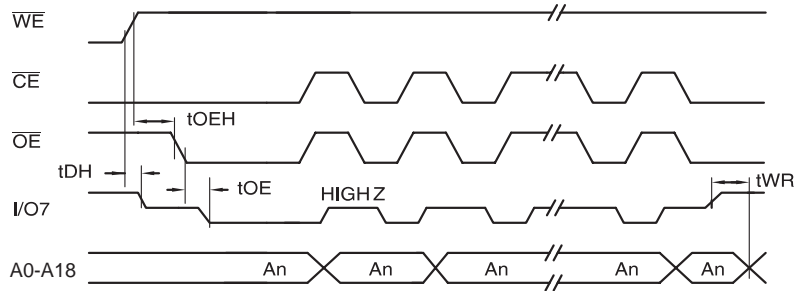 WE
CE
tOEH
OE
tDH
tOE
HIGH Z
tWR
I/O7
A0-A18 An An An An An